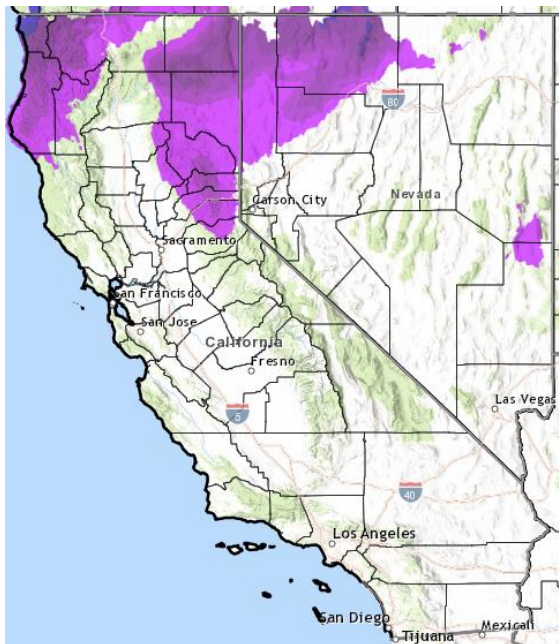 80
Nevada
Carson City
Sacramento
San Francisco
San Jose
California
Fresno
Las Vegas
5
40
Los Angeles
San Diego
Mexicali
Tijuana